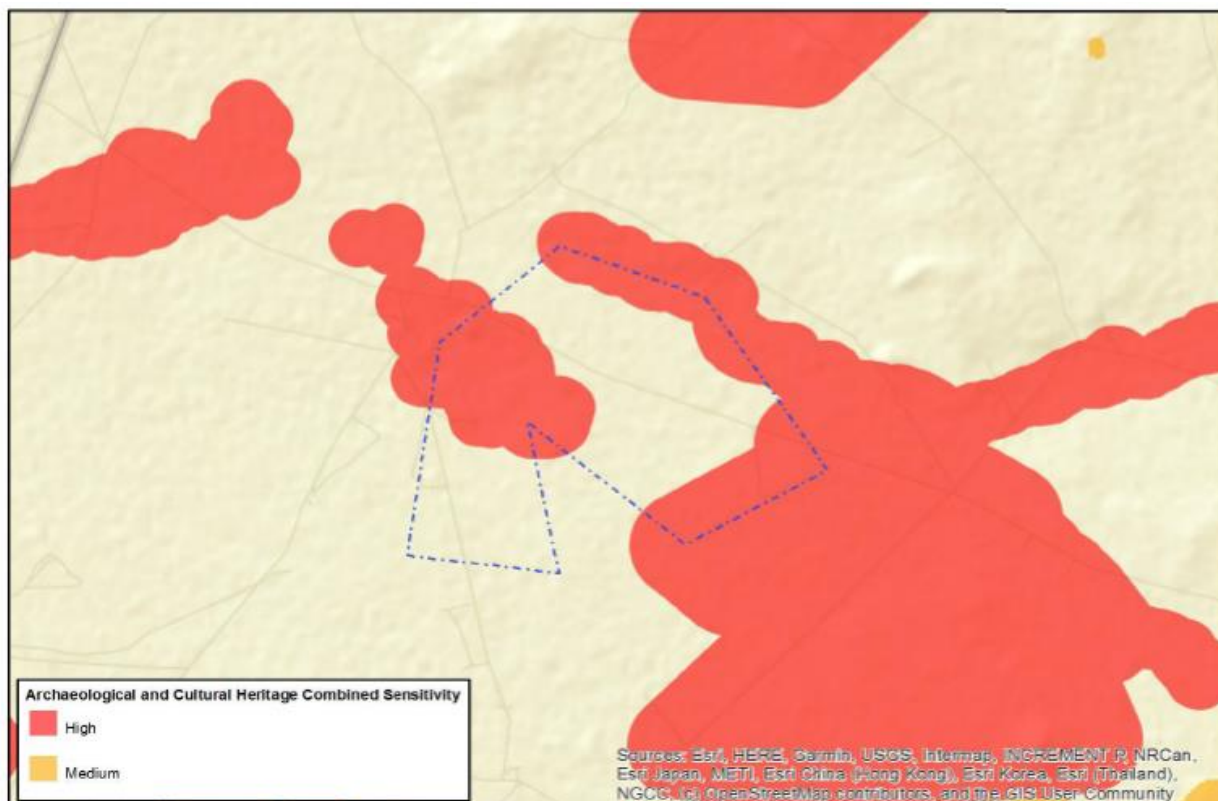 Archaeological and Cultural Heritage Combined Sensitivity
High
Medium
Sources: Esri, HERE, Garmin, USGS, Intermap, INCREMENT P, NRCan,
Esri Japan, METI, Esri China (Hong Kong), Esri Korea, Esri (Thailand),
NGCC, (c) OpenStreetMap contributors, and the GIS User Community